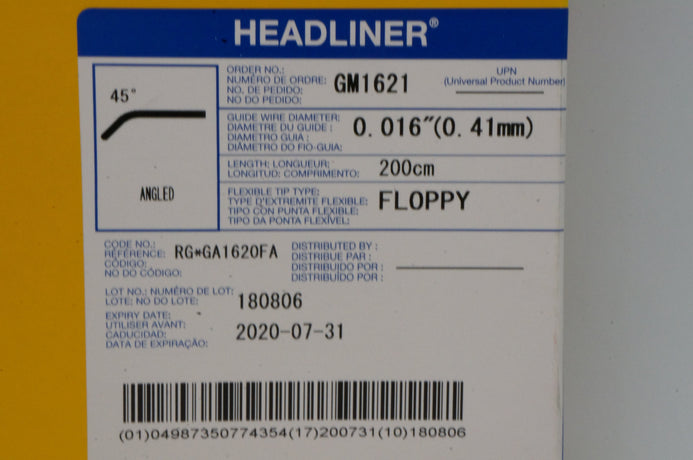 HEADLINER®
45°
ANGLED
ORDER NO.:
NUMÉRO DE ORDRE:
NO. DE PEDIDO:
NO DO PEDIDO:
GM1621
UPN
(Universal Product Number)
GUIDE WIRE DIAMETER:
DIAMETRE DU GUIDE :
DIAMETRO GUIA :
DIÂMETRO DO FIO-GUIA:
0.016"(0.41mm)
LENGTH: LONGUEUR:
LONGITUD: COMPRIMENTO:
200cm
FLEXIBLE TIP TYPE:
TYPE D'EXTREMITE FLEXIBLE:
TIPO CON PUNTA FLEXIBLE:
TIPO DA PONTA FLEXÍVEL:
FLOPPY
CODE NO.:
RÉFÉRENCE:
CÓDIGO:
NO DO CÓDIGO:
RG*GA1620FA
DISTRIBUTED BY :
DISTRIBUE PAR :
DISTRIBUIDO POR :
DISTRIBUÍDO POR :
LOT NO.: NUMÉRO DE LOT:
LOTE: NO DO LOTE:
180806
EXPIRY DATE:
UTILISER AVANT:
CADUCIDAD:
DATA DE EXPIRAÇÃO:
2020-07-31
(01)04987350774354(17)200731(10)180806